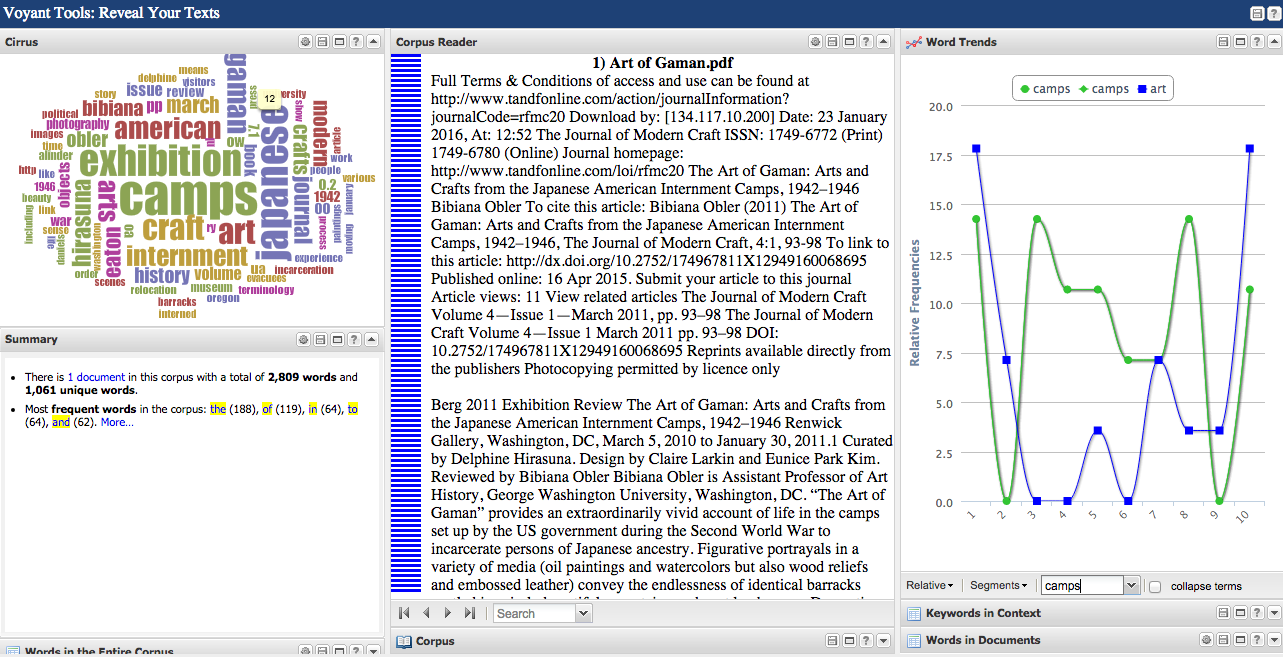 Voyant Tools: Reveal Your Texts
Cirrus
means
delphine
visitors
story
issue review
gaman
essay
12
versity
political
bibiana pp march
photography
american
modern
article
images
obler
time
alinder
ow
7.1
book
crafts
work
exhibition
japanese
people
http like
0.2
various
1946
objects
camps
journal
1942
beauty
hirasuna
arts
00
january
link
war
craft
ry
art
process
paintings
sense
life
including
daniels
washington
eaton
oa
internment
young
experience
order
history volume
ua
incarceration
scenes
evacuees
relocation
museum
terminology
oregon
barracks
interned
Summary
There is 1 document in this corpus with a total of 2,809 words and
1,061 unique words.
Most frequent words in the corpus: the (188), of (119), in (64), to
(64), and (62). More...
Words in the Entire Corpus
Corpus Reader
1) Art of Gaman.pdf
Full Terms & Conditions of access and use can be found at
http://www.tandfonline.com/action/journalInformation?
journalCode=rfmc20 Download by: [134.117.10.200] Date: 23 January
2016, At: 12:52 The Journal of Modern Craft ISSN: 1749-6772 (Print)
1749-6780 (Online) Journal homepage:
http://www.tandfonline.com/loi/rfmc20 The Art of Gaman: Arts and
Crafts from the Japanese American Internment Camps, 1942–1946
Bibiana Obler To cite this article: Bibiana Obler (2011) The Art of
Gaman: Arts and Crafts from the Japanese American Internment
Camps, 1942–1946, The Journal of Modern Craft, 4:1, 93-98 To link to
this article: http://dx.doi.org/10.2752/174967811X12949160068695
Published online: 16 Apr 2015. Submit your article to this journal
Article views: 11 View related articles The Journal of Modern Craft
Volume 4—Issue 1—March 2011, pp. 93–98 The Journal of Modern
Craft Volume 4—Issue 1 March 2011 pp. 93–98 DOI:
10.2752/174967811X12949160068695 Reprints available directly from
the publishers Photocopying permitted by licence only
Berg 2011 Exhibition Review The Art of Gaman: Arts and Crafts from
the Japanese American Internment Camps, 1942–1946 Renwick
Gallery, Washington, DC, March 5, 2010 to January 30, 2011.1 Curated
by Delphine Hirasuna. Design by Claire Larkin and Eunice Park Kim.
Reviewed by Bibiana Obler Bibiana Obler is Assistant Professor of Art
History, George Washington University, Washington, DC. “The Art of
Gaman” provides an extraordinarily vivid account of life in the camps
set up by the US government during the Second World War to
incarcerate persons of Japanese ancestry. Figurative portrayals in a
variety of media (oil paintings and watercolors but also wood reliefs
and embossed leather) convey the endlessness of identical barracks
Search
Corpus
Word Trends
camps camps art
Relative Frequencies
20.0
17.5
15.0
12.5
10.0
7.5
5.0
2.5
0.0
1 2 3 4 5 6 7 8 9 10
Relative Segments camps collapse terms
Keywords in Context
Words in Documents